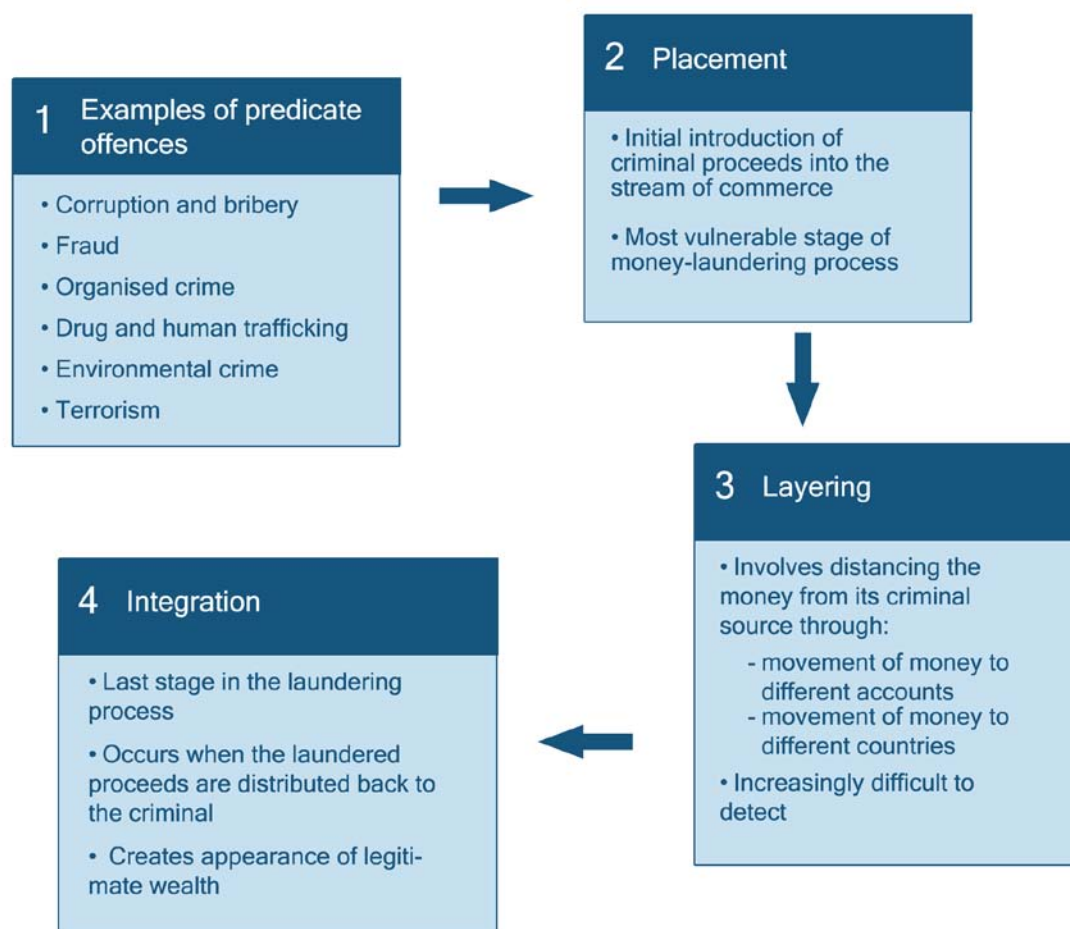 1 Examples of predicate
offences
• Corruption and bribery
• Fraud
• Organised crime
• Drug and human trafficking
• Environmental crime
• Terrorism
2 Placement
• Initial introduction of
criminal proceeds into the
stream of commerce
• Most vulnerable stage of
money-laundering process
3 Layering
• Involves distancing the
money from its criminal
source through:
- movement of money to
different accounts
- movement of money to
different countries
• Increasingly difficult to
detect
4 Integration
• Last stage in the laundering
process
• Occurs when the laundered
proceeds are distributed back to
the criminal
• Creates appearance of legiti-
mate wealth